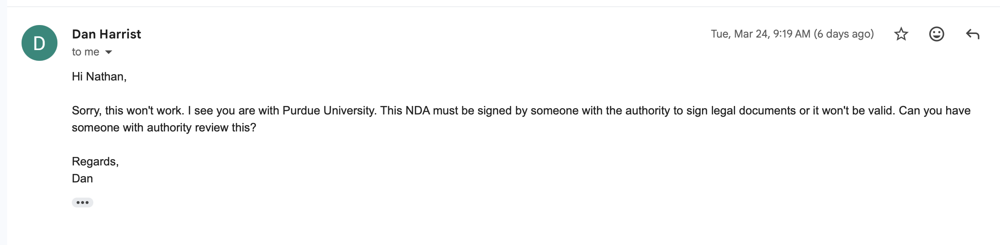 D
Dan Harrist
Tue, Mar 24, 9:19 AM (6 days ago)
to me
Hi Nathan,
Sorry, this won't work. I see you are with Purdue University. This NDA must be signed by someone with the authority to sign legal documents or it won't be valid. Can you have
someone with authority review this?
Regards,
Dan